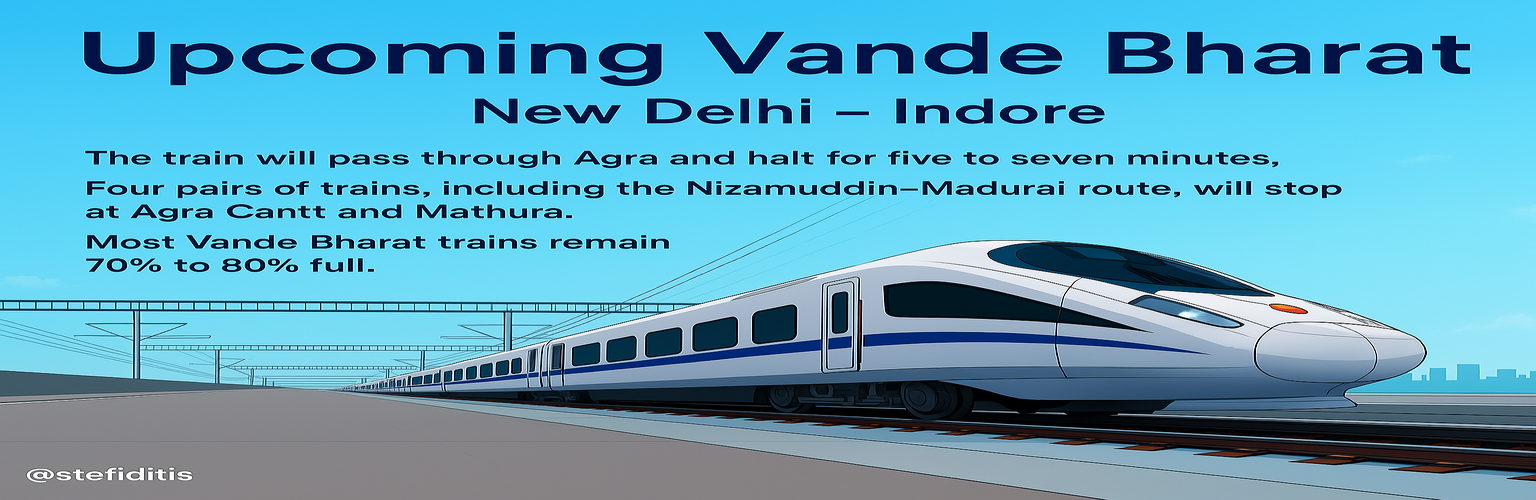 Upcoming Vande Bharat
New Delhi – Indore
The train will pass through Agra and halt for five to seven minutes,
Four pairs of trains, including the Nizamuddin–Madurai route, will stop
at Agra Cantt and Mathura.
Most Vande Bharat trains remain
70% to 80% full.
@stefiditis